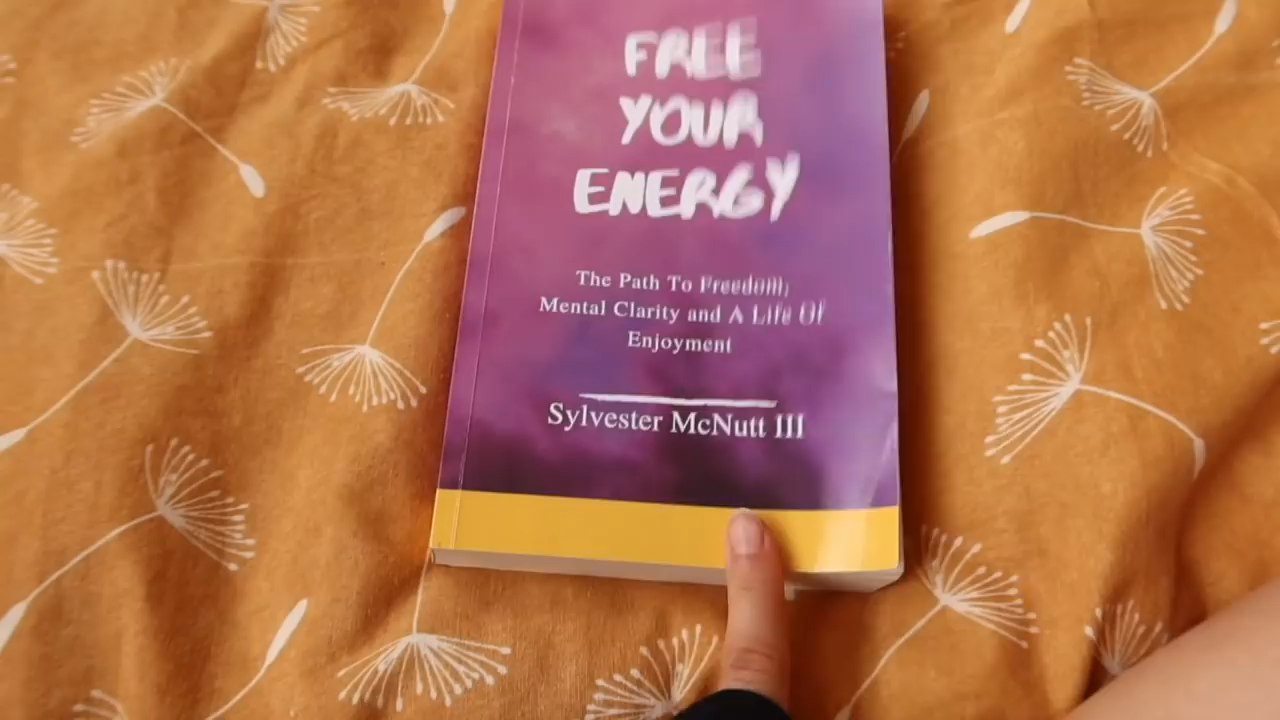 FREE
YOUR
ENERGY
The Path To Freedom,
Mental Clarity and A Life Of
Enjoyment
Sylvester McNutt III